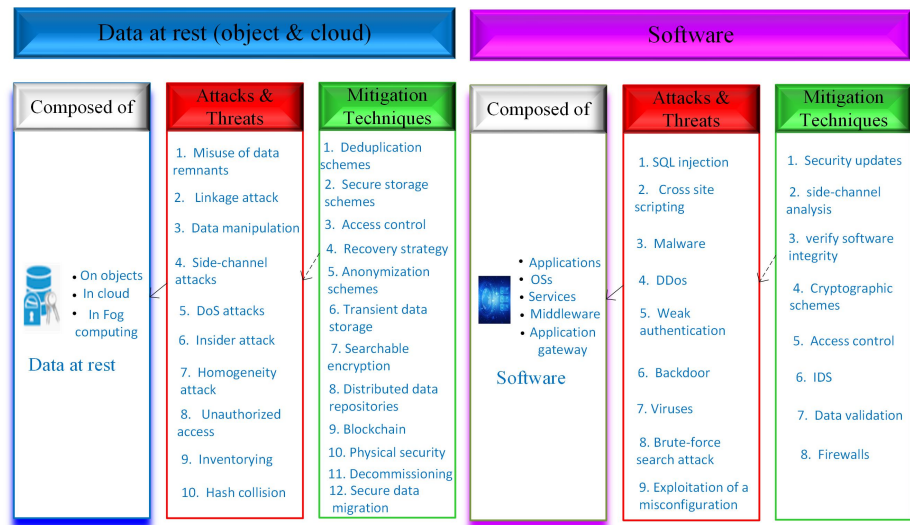 Data at rest (object & cloud)
Composed of
• On objects
• In cloud
• In Fog
computing
Data at rest
Attacks &
Threats
1. Misuse of data
remnants
2. Linkage attack
3. Data manipulation
4. Side-channel
attacks
5. DoS attacks
6. Insider attack
7. Homogeneity
attack
8. Unauthorized
access
9. Inventorying
10. Hash collision
Mitigation
Techniques
1. Deduplication
schemes
2. Secure storage
schemes
3. Access control
4. Recovery strategy
5. Anonymization
schemes
6. Transient data
storage
7. Searchable
encryption
8. Distributed data
repositories
9. Blockchain
10. Physical security
11. Decommissioning
12. Secure data
migration
Software
Composed of
• Applications
• OSs
• Services
• Middleware
• Application
gateway
Software
Attacks &
Threats
1. SQL injection
2. Cross site
scripting
3. Malware
4. DDos
5. Weak
authentication
6. Backdoor
7. Viruses
8. Brute-force
search attack
9. Exploitation of a
misconfiguration
Mitigation
Techniques
1. Security updates
2. side-channel
analysis
3. verify software
integrity
4. Cryptographic
schemes
5. Access control
6. IDS
7. Data validation
8. Firewalls